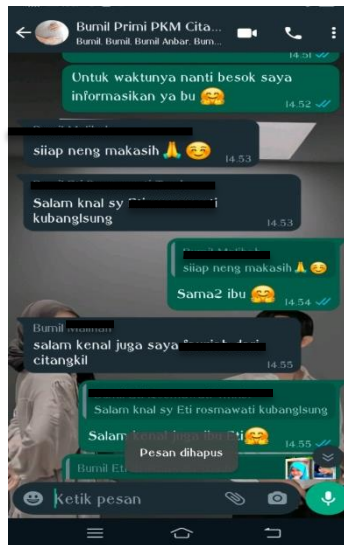 Bumil Primi PKM Cita...
Bumil. Bumil. Bumil Anbar. Bum...
14.51
Untuk waktunya nanti besok saya
informasikan ya bu 🤗
14.52
siiap neng makasih 🙏☺️
14.53
Salam knal sy
kubanglsung
14.53
siiap neng makasih 🙏☺️
Sama2 ibu 🤗
14.54
Bumil
salam kenal juga saya
citangkil
14.55
Salam knal sy Eti rosmawati kubanglsung
Salam kenal juga ibu Eti 🤗
14.55
Pesan dihapus
Bumil Et
Ketik pesan